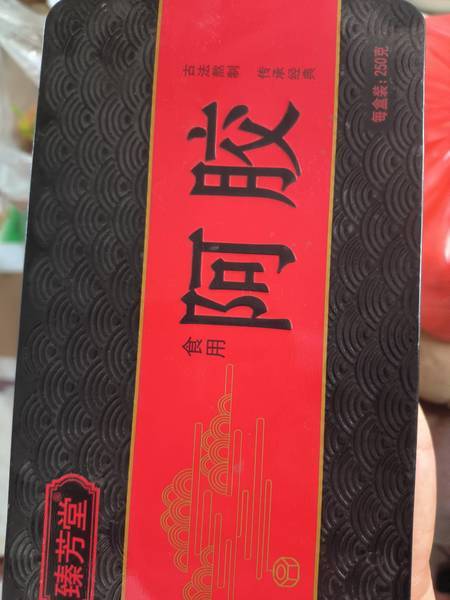 臻芳堂®
食用
阿胶
古法熬制 传承经典
每盒装:250克